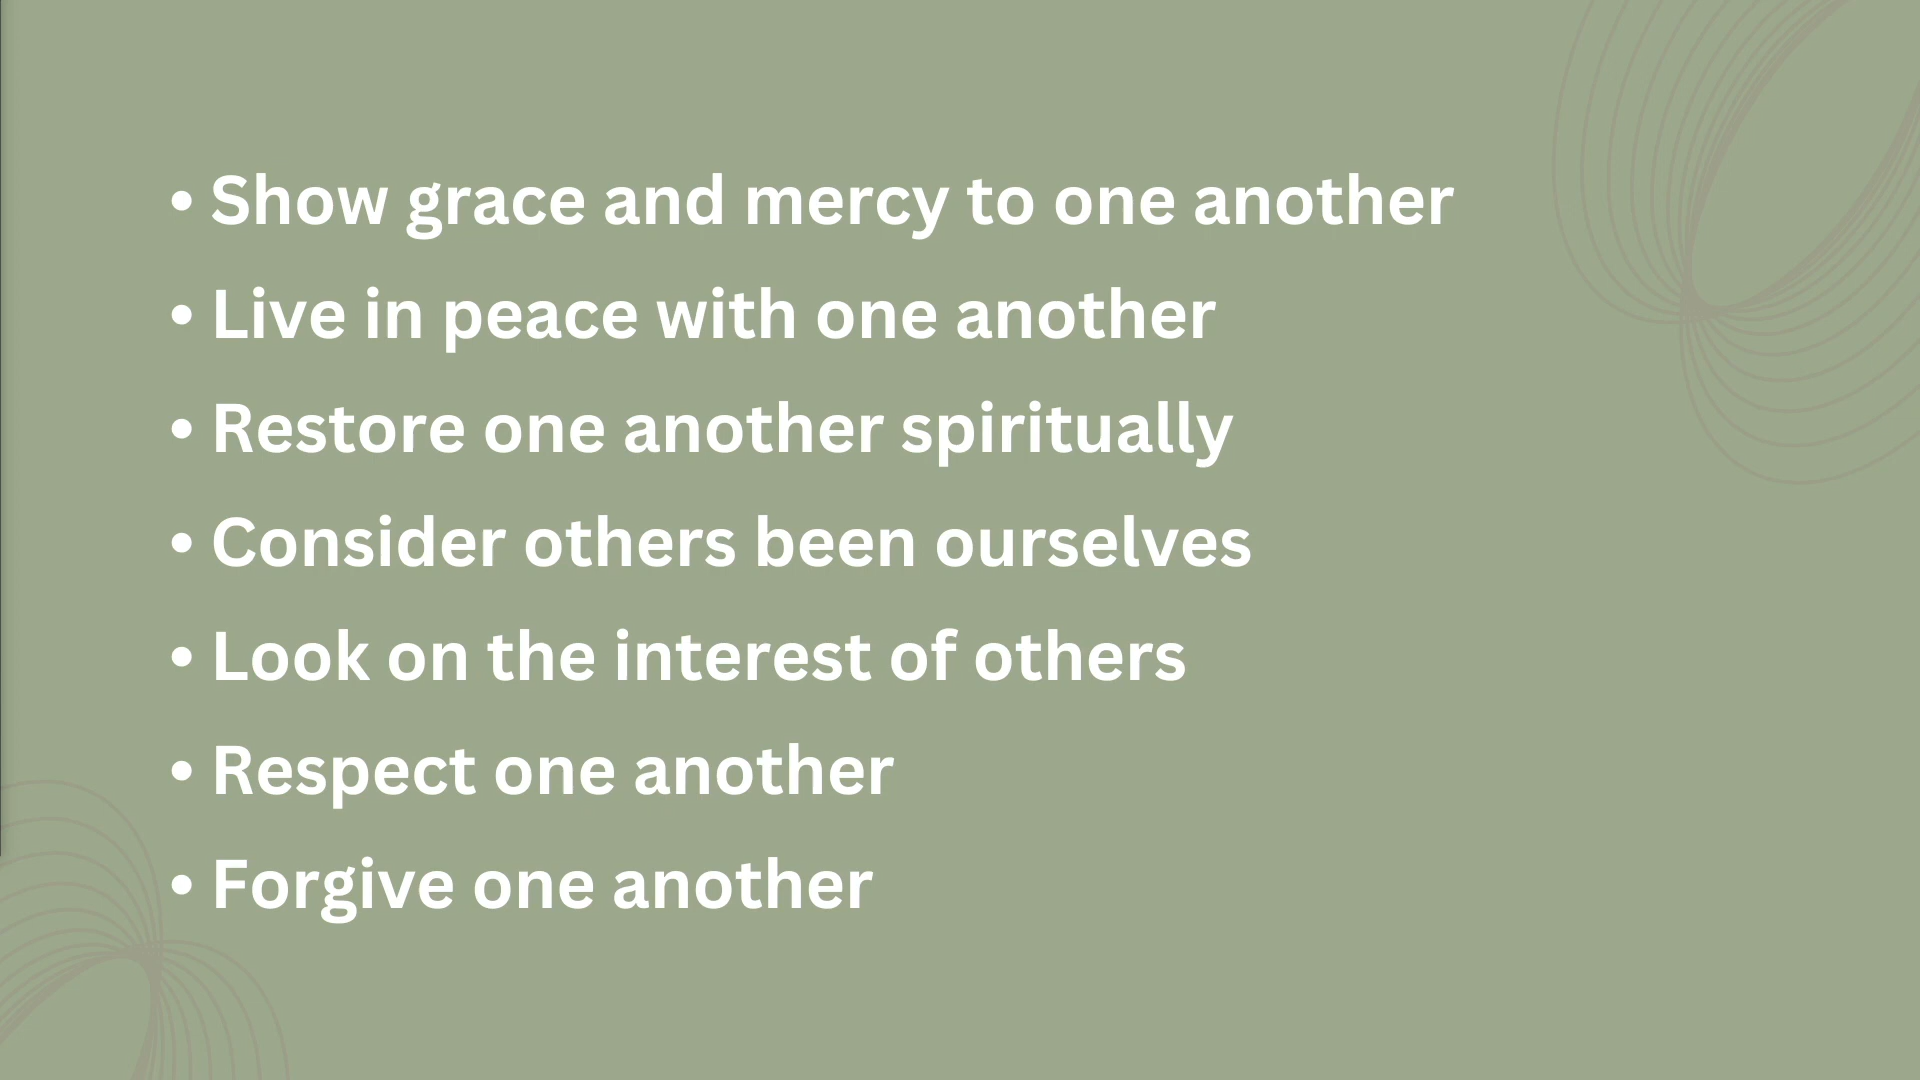 • Show grace and mercy to one another
• Live in peace with one another
• Restore one another spiritually
• Consider others been ourselves
• Look on the interest of others
• Respect one another
• Forgive one another